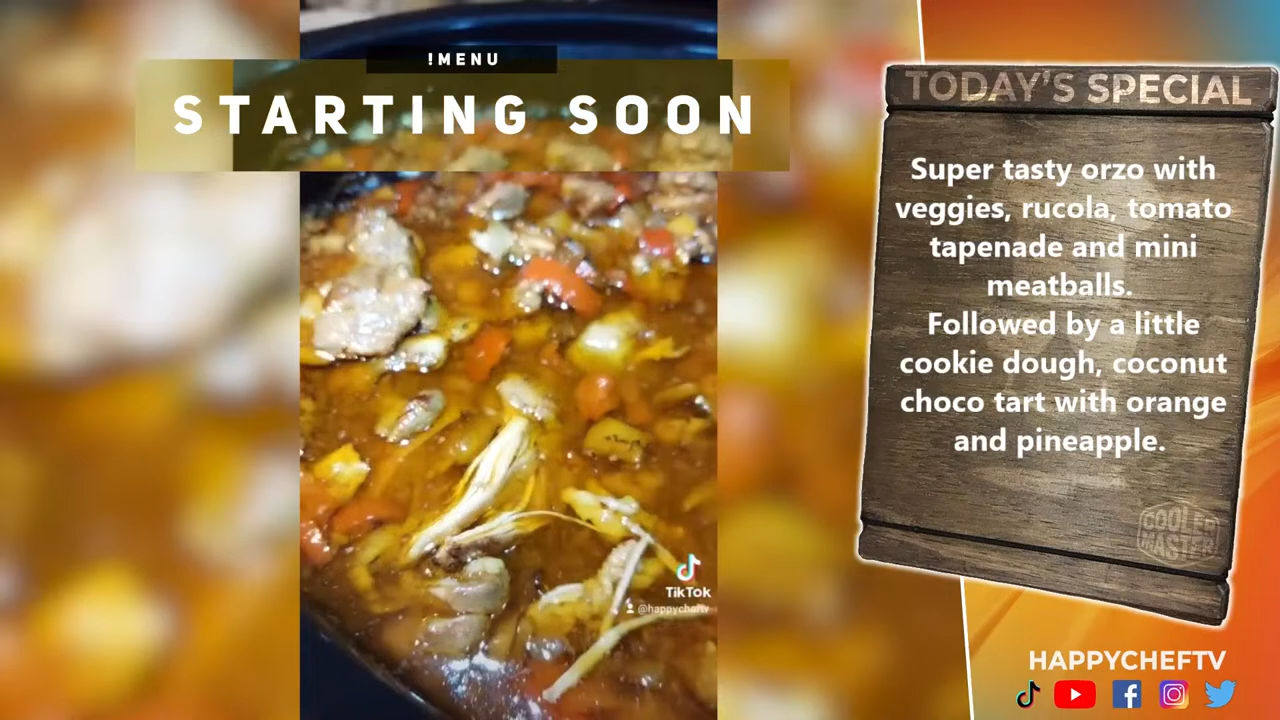 !MENU
STARTING SOON
TODAY'S SPECIAL
Super tasty orzo with
veggies, rucola, tomato
tapenade and mini
meatballs.
Followed by a little
cookie dough, coconut
choco tart with orange
and pineapple.
COOLER
MASTER
TikTok
@happycheftv
HAPPYCHEFTV